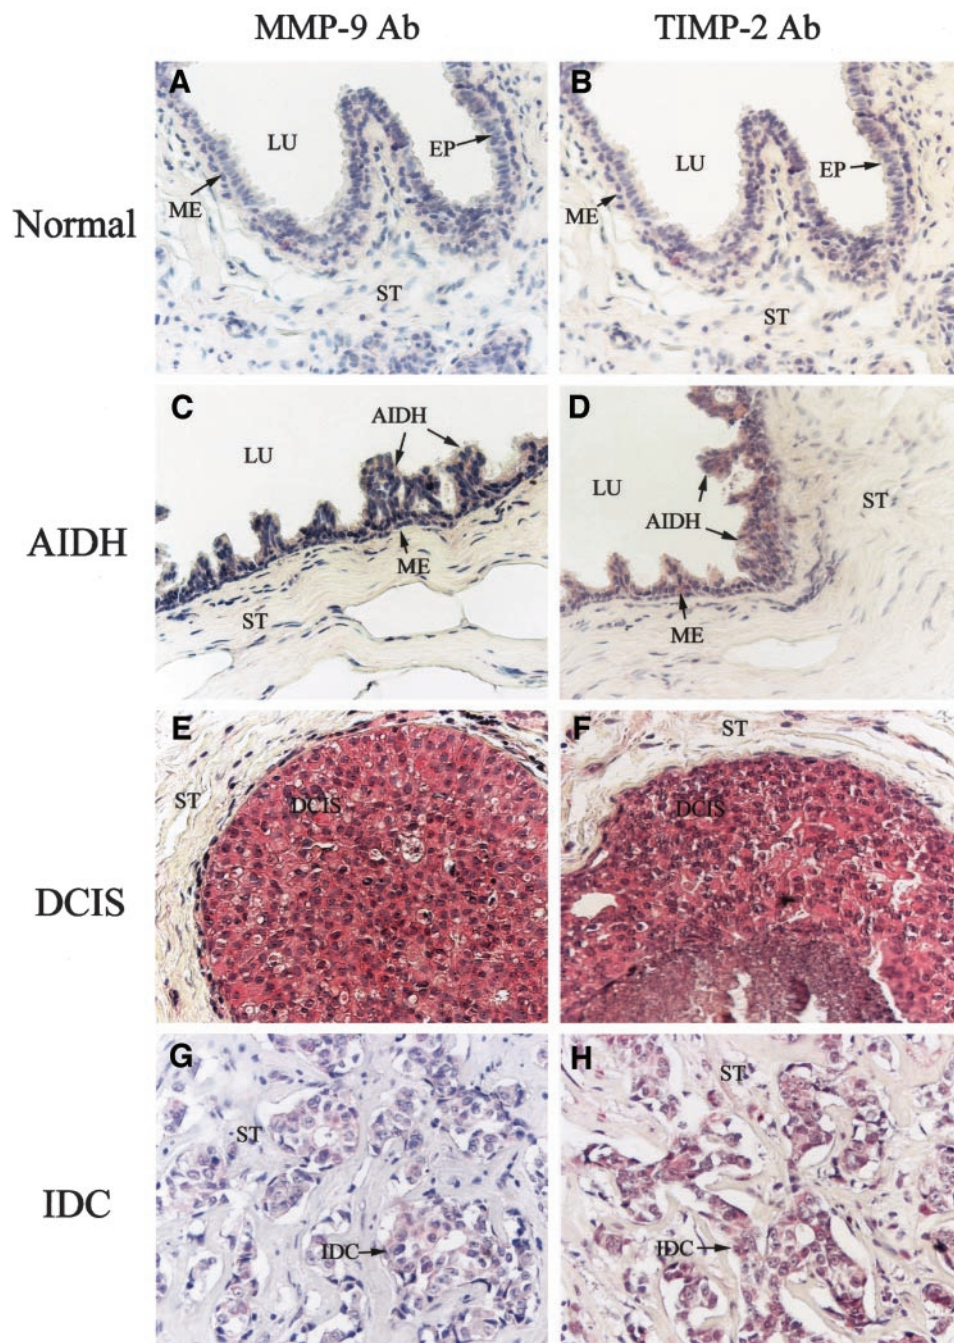 MMP-9 Ab TIMP-2 Ab
Normal
A
LU
EP
ME
ST
B
LU
EP
ME
ST
AIDH
C
AIDH
LU
ME
ST
D
LU
ST
AIDH
ME
DCIS
E
ST
DCIS
F
ST
DCIS
IDC
G
ST
IDC
H
ST
IDC